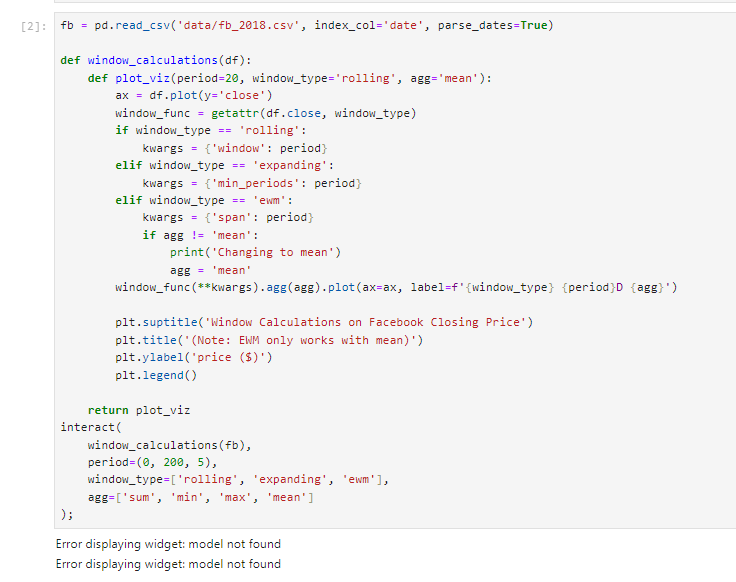 [2]: fb = pd.read_csv('data/fb_2018.csv', index_col='date', parse_dates=True)
def window_calculations(df):
def plot_viz(period=20, window_type='rolling', agg='mean'):
ax = df.plot(y='close')
window_func = getattr(df.close, window_type)
if window_type == 'rolling':
kwargs = {'window': period}
elif window_type == 'expanding':
kwargs = {'min_periods': period}
elif window_type == 'ewm':
kwargs = {'span': period}
if agg != 'mean':
print('Changing to mean')
agg = 'mean'
window_func(**kwargs).agg(agg).plot(ax=ax, label=f'{window_type} {period}D {agg}')
plt.suptitle('Window Calculations on Facebook Closing Price')
plt.title('(Note: EWM only works with mean)')
plt.ylabel('price ($)')
plt.legend()
return plot_viz
interact(
window_calculations(fb),
period=(0, 200, 5),
window_type=['rolling', 'expanding', 'ewm'],
agg=['sum', 'min', 'max', 'mean']
);
Error displaying widget: model not found
Error displaying widget: model not found